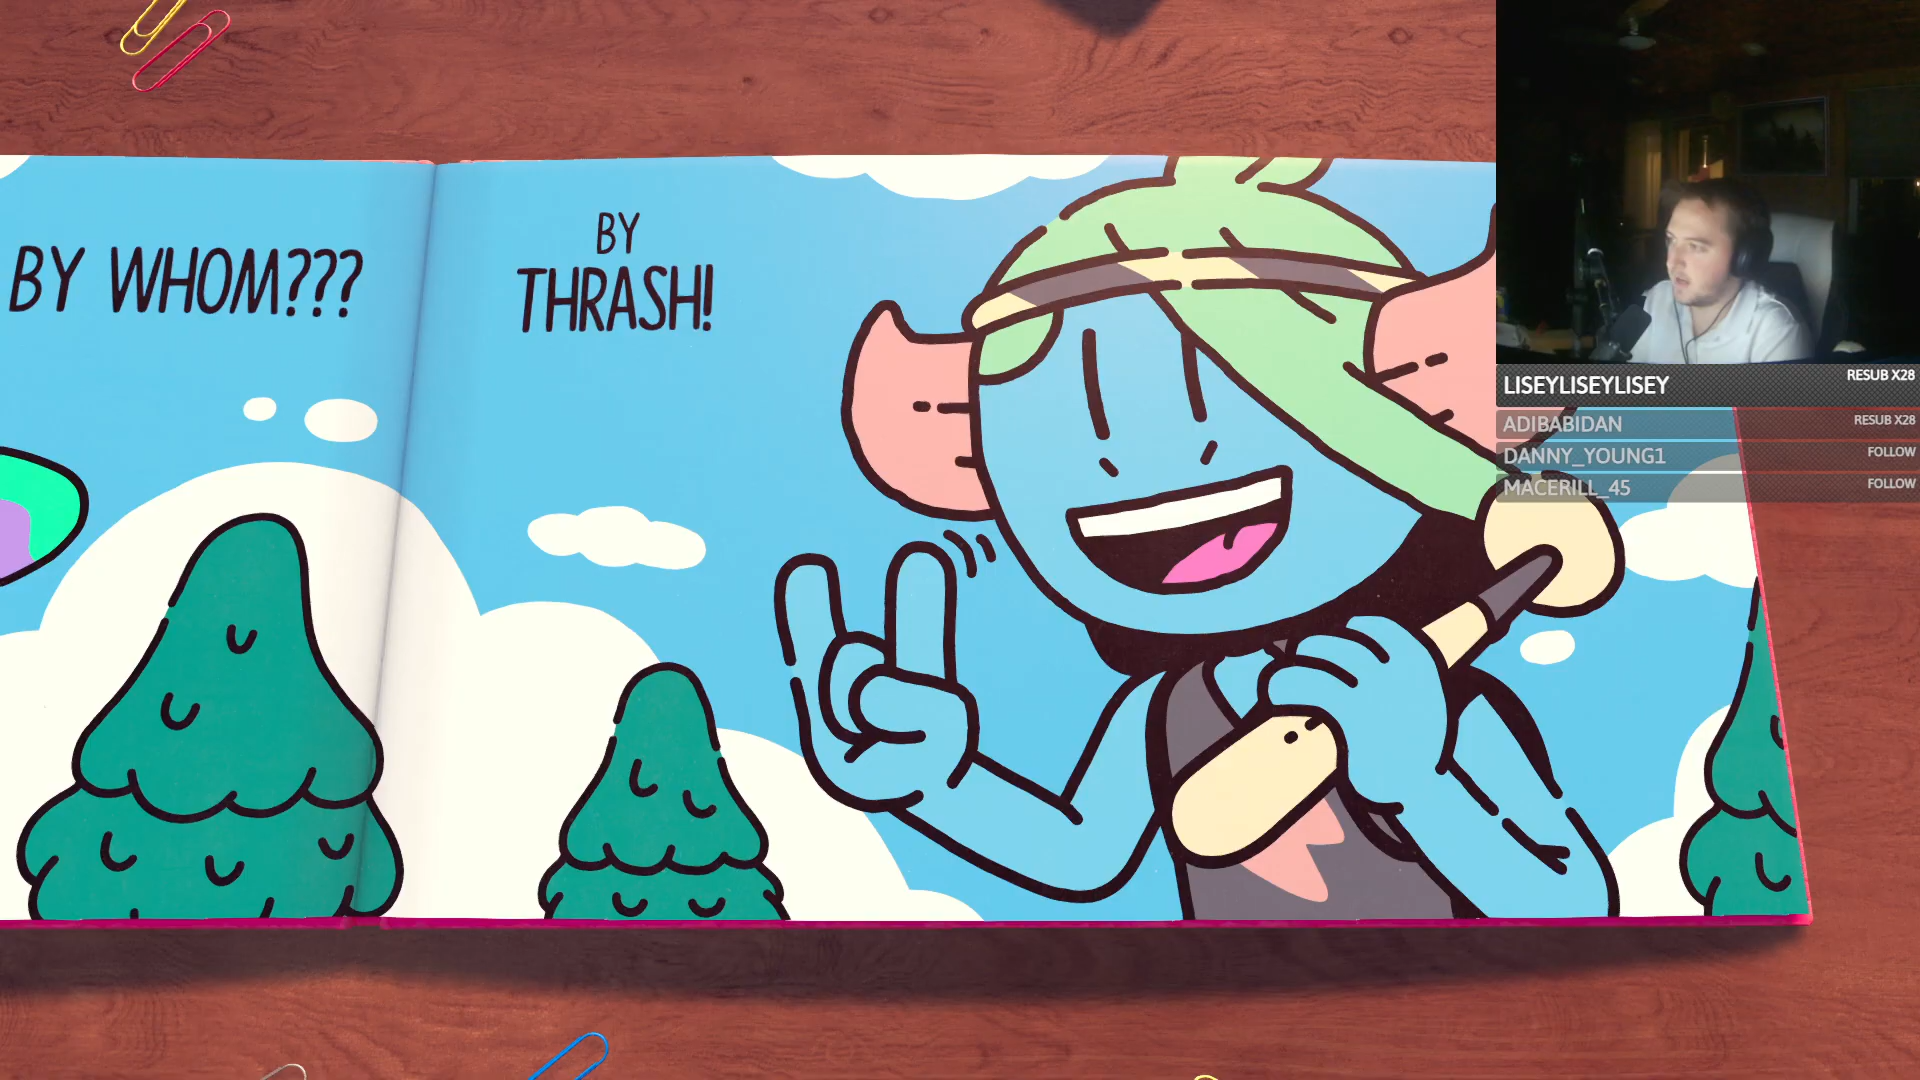 BY WHOM???
BY
THRASH!
LISEYLISEYLISEY RESUB X28
ADIBABIDAN RESUB X28
DANNY_YOUNG1 FOLLOW
MACERILL_45 FOLLOW